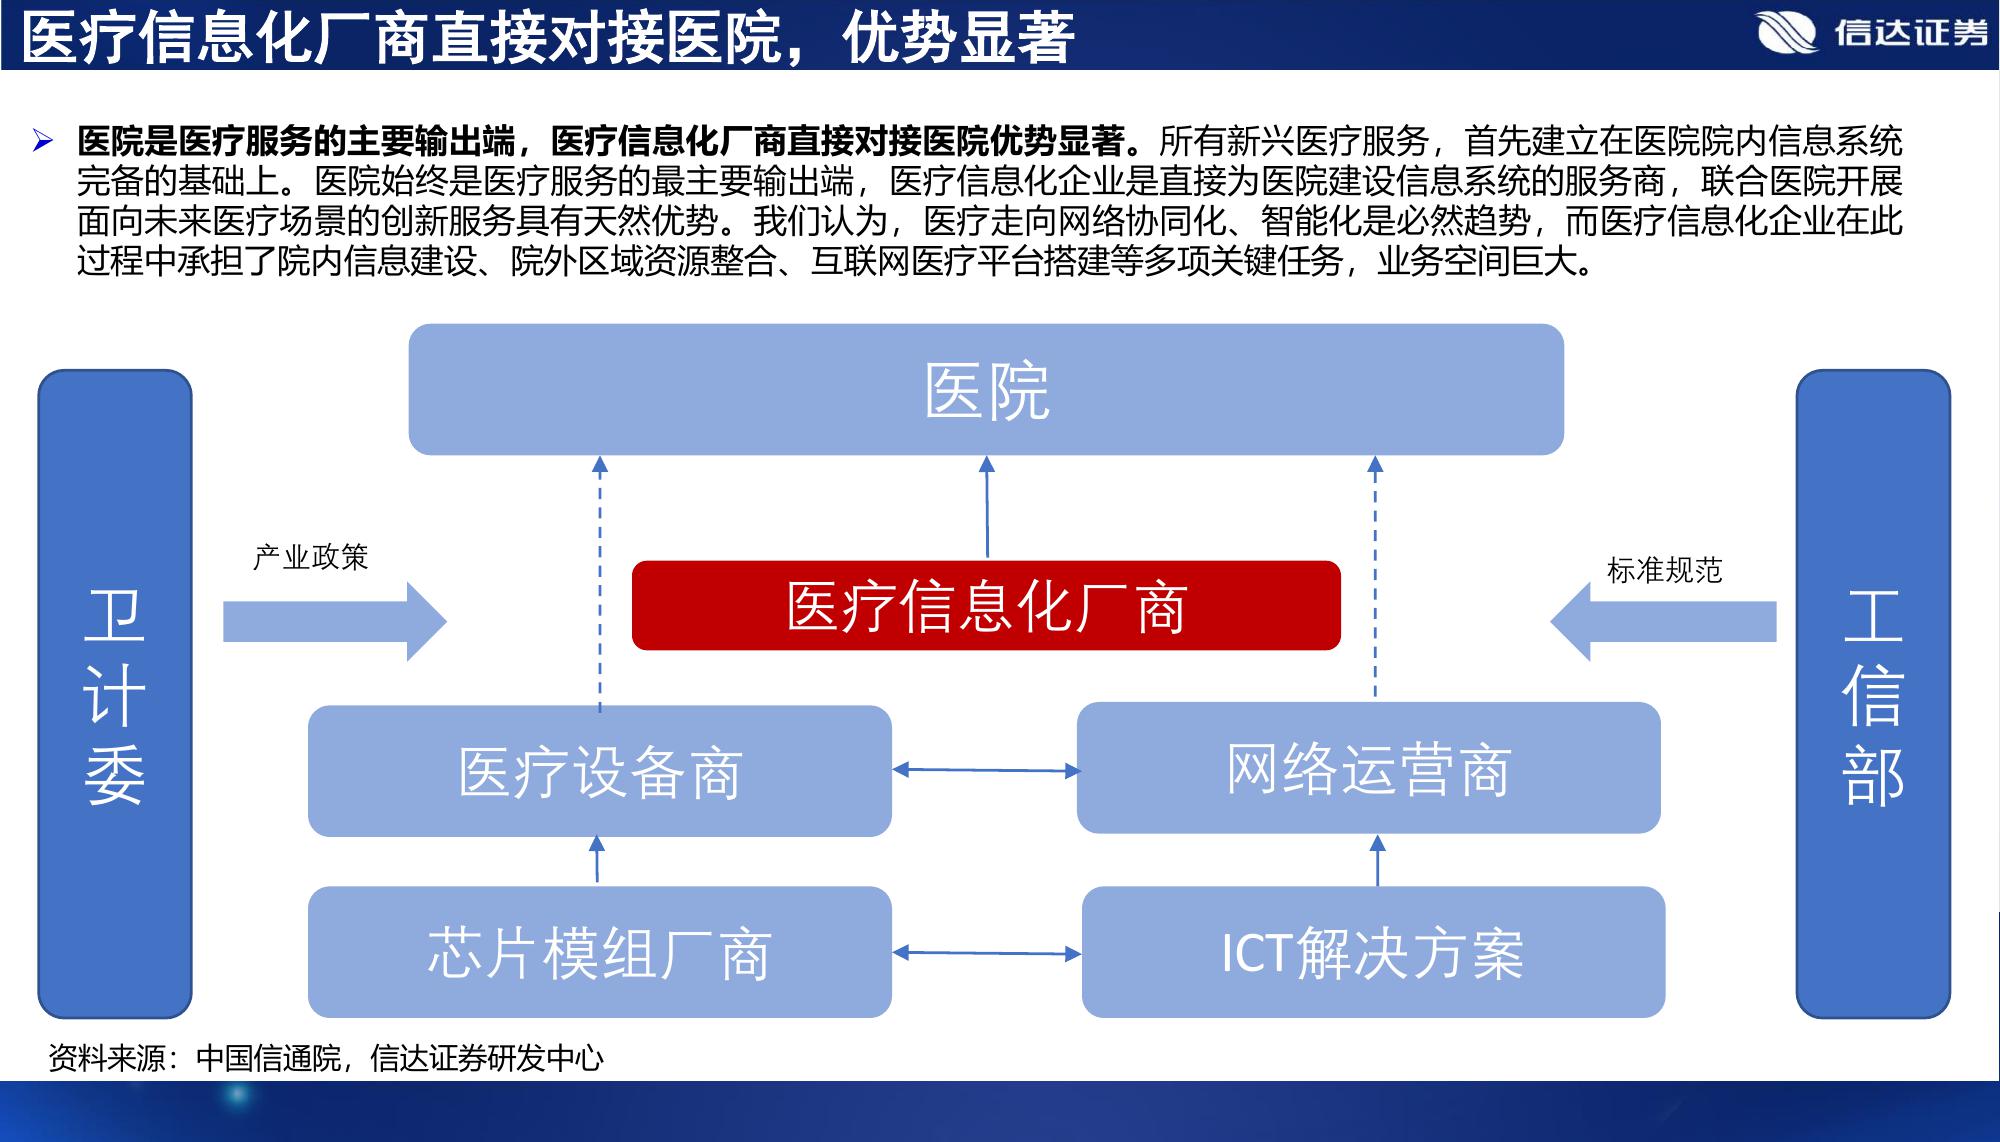 医疗信息化厂商直接对接医院，优势显著
信达证券
医院是医疗服务的主要输出端，医疗信息化厂商直接对接医院优势显著。所有新兴医疗服务，首先建立在医院院内信息系统
完备的基础上。医院始终是医疗服务的最主要输出端，医疗信息化企业是直接为医院建设信息系统的服务商，联合医院开展
面向未来医疗场景的创新服务具有天然优势。我们认为，医疗走向网络协同化、智能化是必然趋势，而医疗信息化企业在此
过程中承担了院内信息建设、院外区域资源整合、互联网医疗平台搭建等多项关键任务，业务空间巨大。
医院
卫
计
委
产业政策
医疗信息化厂商
标准规范
工
信
部
医疗设备商
网络运营商
芯片模组厂商
ICT解决方案
资料来源：中国信通院，信达证券研发中心